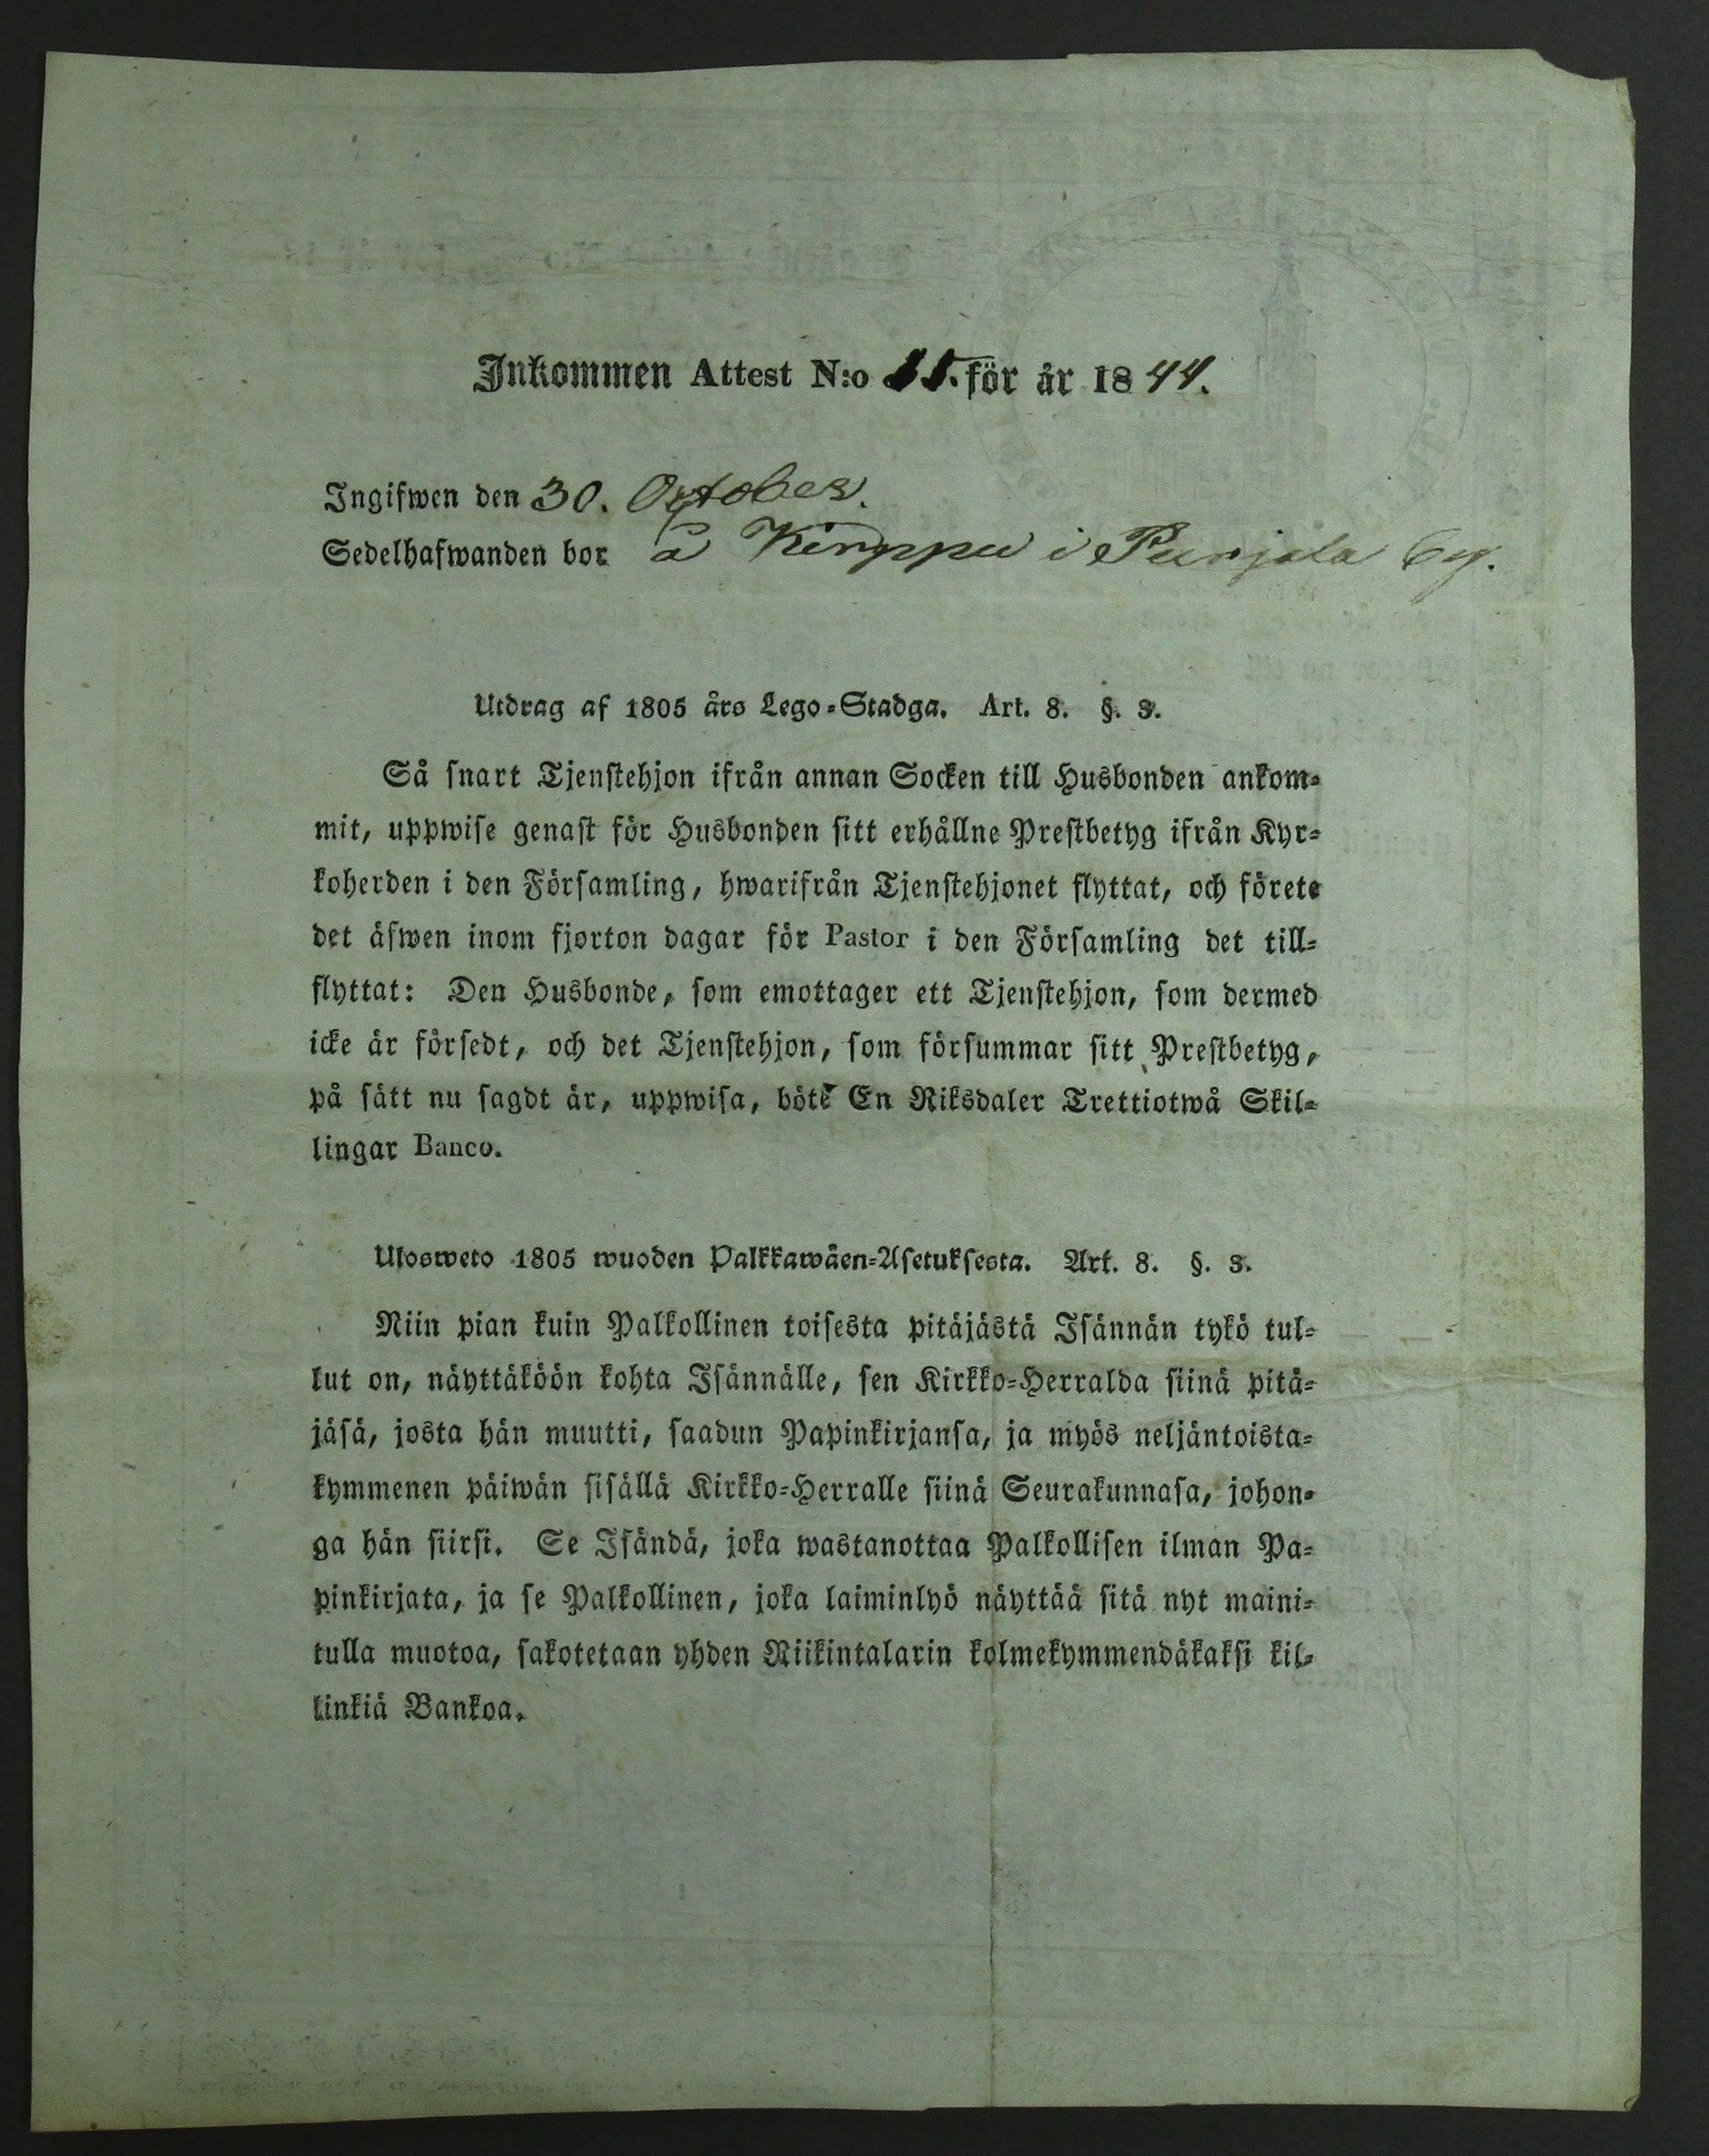 Inkommen Attest N:o 11. för år 1844.
Ingifwen den 30. October.
Sedelhafwanden bor å Kirppu i Punjala by.
Utdrag af 1805 års Lego-Stadga. Art. 8. §. 3.
Så snart Tjenstehjon ifrån annan Socken till Husbonden ankom-
mit, uppwise genast för Husbonden sitt erhållne Prestbetyg ifrån Kyr-
koherden i den Församling, hwarifrån Tjenstehjonet flyttat, och förete
det äfwen inom fjorton dagar för Pastor i den Församling det till-
flyttat: Den Husbonde, som emottager ett Tjenstehjon, som dermed
icke är försedt, och det Tjenstehjon, som försummar sitt Prestbetyg,
på sätt nu sagdt är, uppwisa, böte En Riksdaler Trettiotwå Skil-
lingar Banco.
Ulosweto 1805 wuoden Palkkawäen-Asetuksesta. Art. 8. §. 3.
Niin pian kuin Palkollinen toisesta pitäjästä Isännän tykö tul-
lut on, näyttäköön kohta Isännälle, sen Kirkko-Herralda siinä pitä-
jäsä, josta hän muutti, saadun Papinkirjansa, ja myös neljäntoista-
kymmenen päiwän sisällä Kirkko-Herralle siinä Seurakunnasa, johon-
ga hän siirsi. Se Isändä, joka wastanottaa Palkollisen ilman Pa-
pinkirjata, ja se Palkollinen, joka laiminlyö näyttää sitä nyt maini-
tulla muotoa, sakotetaan yhden Riikintalarin kolmekymmendäkaksi kil-
linkiä Bankoa.